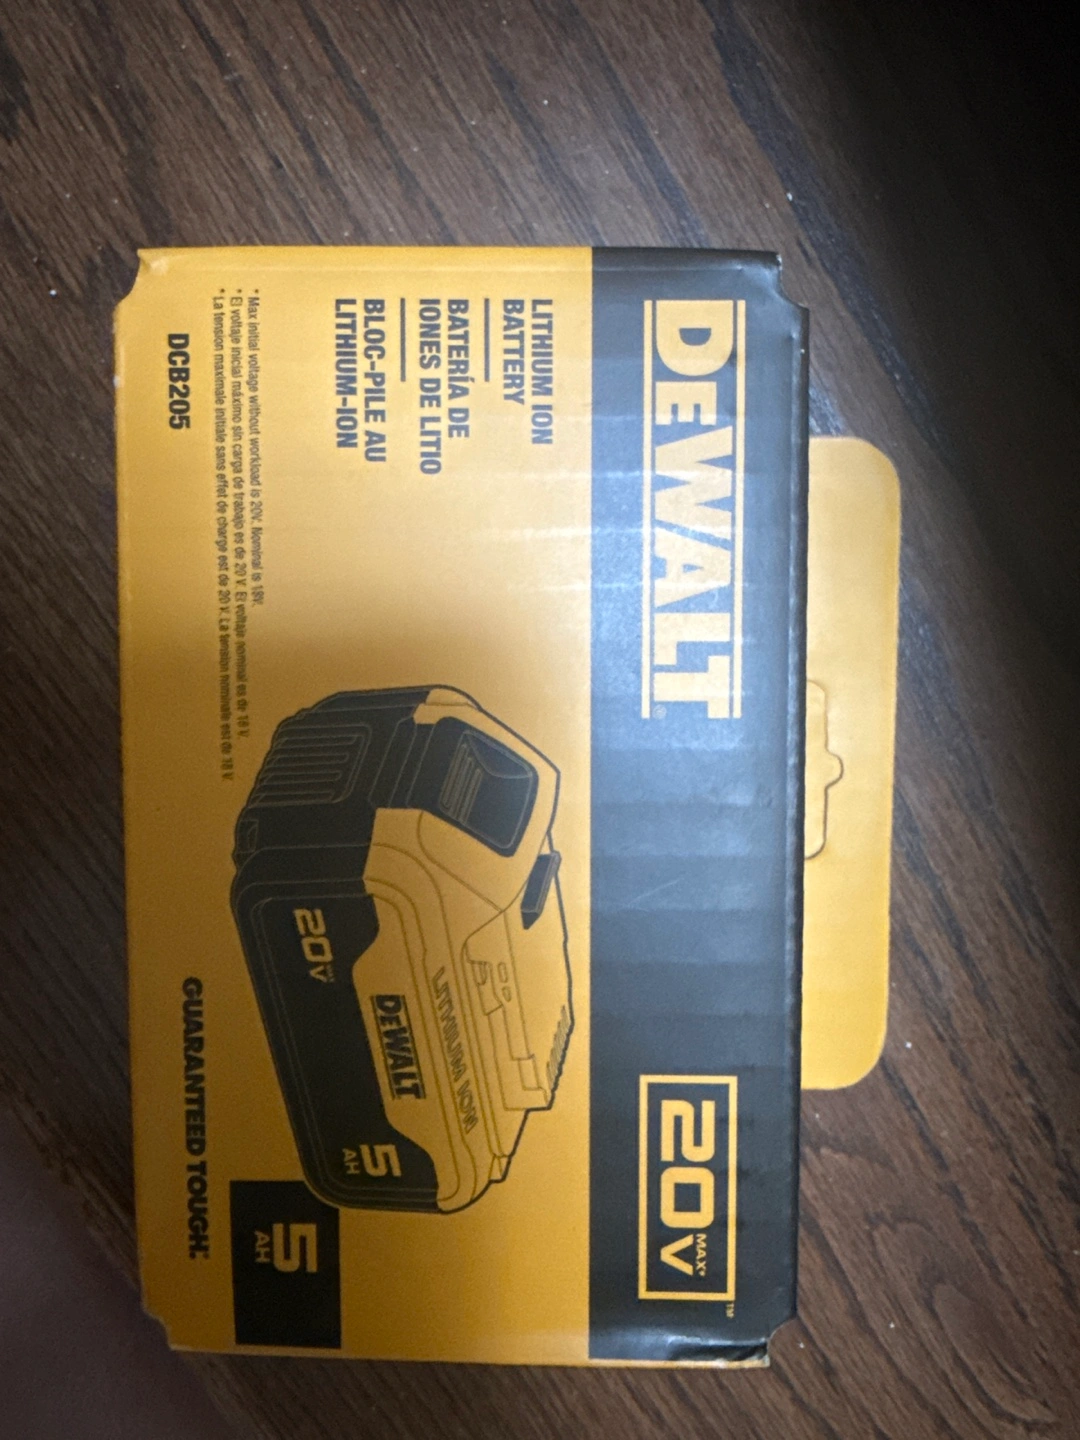 DEWALT®
20V MAX* ™
LITHIUM ION
BATTERY
BATERÍA DE
IONES DE LITIO
BLOC-PILE AU
LITHIUM-ION
20V MAX
LITHIUM ION
DEWALT
5
AH
* Max initial voltage without workload is 20V. Nominal is 18V.
* El voltaje inicial máximo sin carga de trabajo es de 20 V. El voltaje nominal es de 18 V.
* La tension maximale initiale sans effet de charge est de 20 V. La tension nominale est de 18 V.
5
AH
DCB205
GUARANTEED TOUGH.